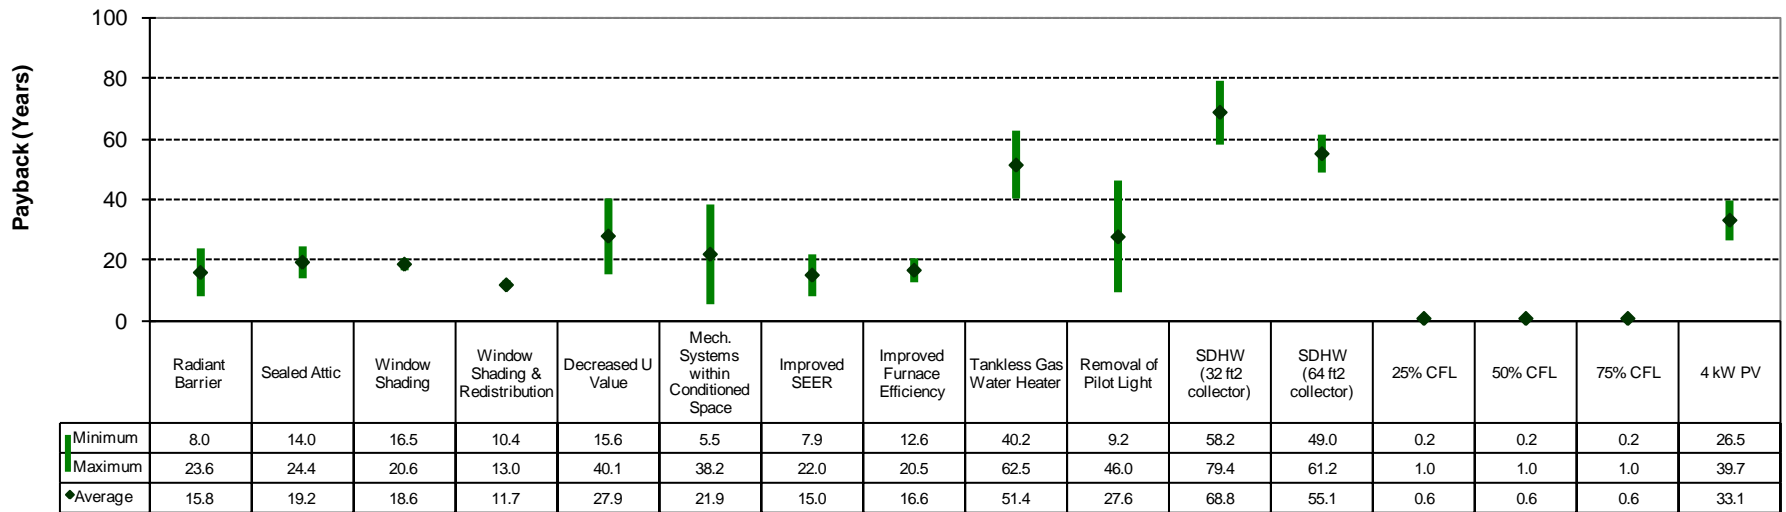 Payback (Years)
100
80
60
40
20
0
Radiant
Barrier
Sealed Attic
Window
Shading
Window
Shading &
Redistribution
Decreased U
Value
Mech.
Systems
within
Conditioned
Space
Improved
SEER
Improved
Furnace
Efficiency
Tankless Gas
Water Heater
Removal of
Pilot Light
SDHW
(32 ft2
collector)
SDHW
(64 ft2
collector)
25% CFL
50% CFL
75% CFL
4 kW PV
Minimum 8.0 14.0 16.5 10.4 15.6 5.5 7.9 12.6 40.2 9.2 58.2 49.0 0.2 0.2 0.2 26.5
Maximum 23.6 24.4 20.6 13.0 40.1 38.2 22.0 20.5 62.5 46.0 79.4 61.2 1.0 1.0 1.0 39.7
Average 15.8 19.2 18.6 11.7 27.9 21.9 15.0 16.6 51.4 27.6 68.8 55.1 0.6 0.6 0.6 33.1